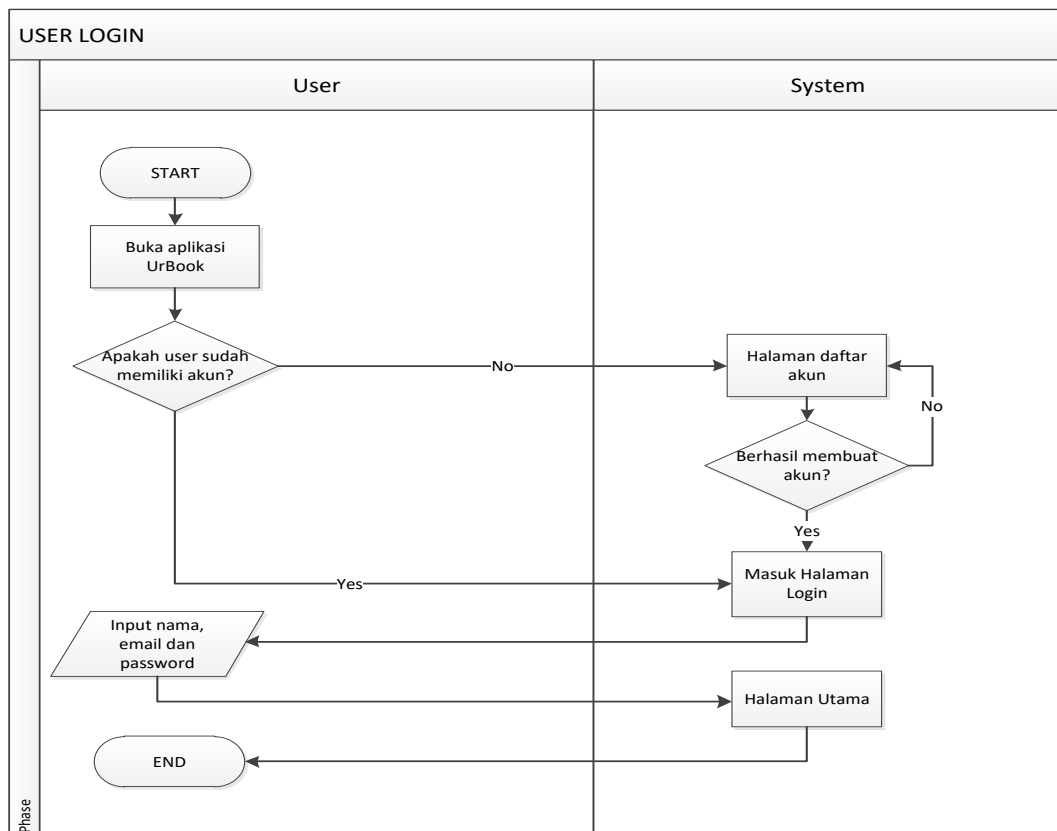 USER LOGIN
User
System
START
Buka aplikasi
UrBook
Apakah user sudah
memiliki akun?
No
Halaman daftar
akun
No
Berhasil membuat
akun?
Yes
Yes
Masuk Halaman
Login
Input nama,
email dan
password
Halaman Utama
END
Phase